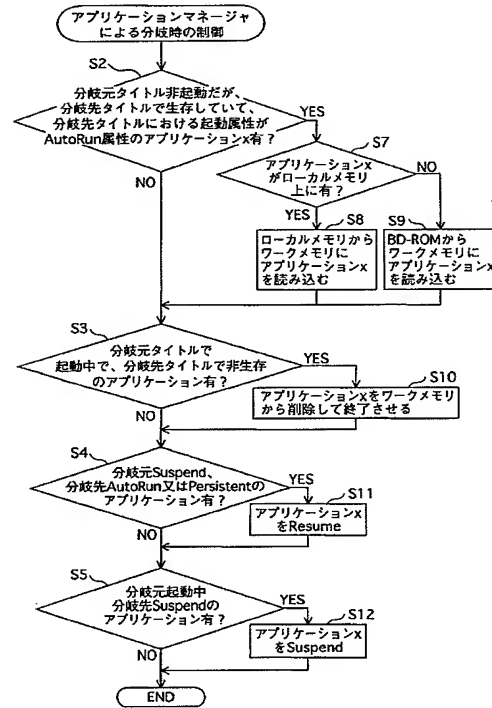 アプリケーションマネージャ
による分岐時の制御
S2
分岐元タイトル非起動だが、
分岐先タイトルで生存していて、
分岐先タイトルにおける起動属性が
AutoRun属性のアプリケーションx有?
YES
NO
S7
アプリケーションx
がローカルメモリ
上に有?
NO
YES
S8
ローカルメモリから
ワークメモリに
アプリケーションx
を読み込む
S9
BD-ROMから
ワークメモリに
アプリケーションx
を読み込む
S3
分岐元タイトルで
起動中で、分岐先タイトルで非生存
のアプリケーション有?
YES
NO
S10
アプリケーションxをワークメモリ
から削除して終了させる
S4
分岐元Suspend、
分岐先AutoRun又はPersistentの
アプリケーション有?
YES
NO
S11
アプリケーションx
をResume
S5
分岐元起動中
分岐先Suspendの
アプリケーション有?
YES
NO
S12
アプリケーションx
をSuspend
END